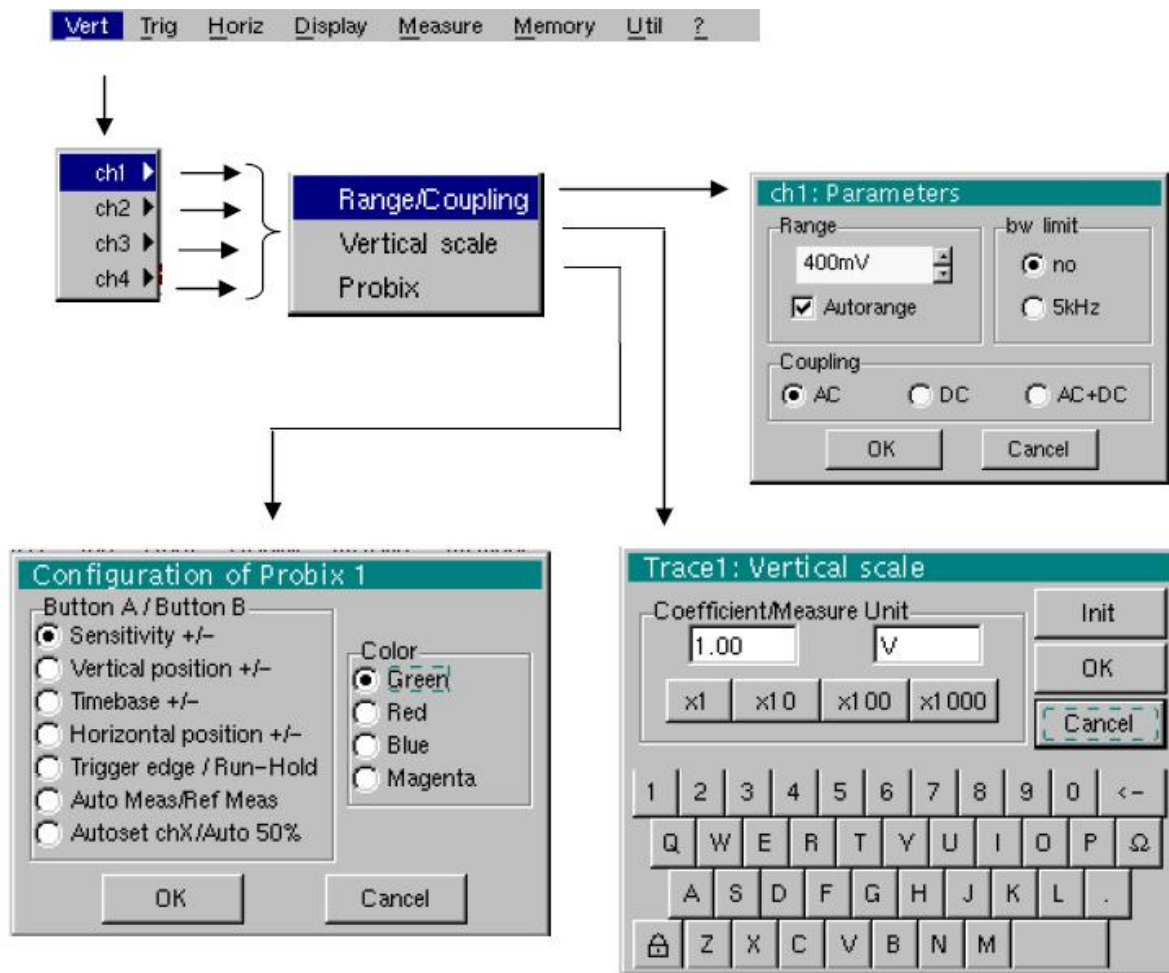 Vert Trig Horiz Display Measure Memory Util ?
ch1
ch2
ch3
ch4
Range/Coupling
Vertical scale
Probix
ch1: Parameters
Range
400mV
Autorange
bw limit
no
5kHz
Coupling
AC DC AC+DC
OK Cancel
Configuration of Probix 1
Button A / Button B
Sensitivity +/-
Vertical position +/-
Timebase +/-
Horizontal position +/-
Trigger edge / Run-Hold
Auto Meas/Ref Meas
Autoset chX/Auto 50%
Color
Green
Red
Blue
Magenta
OK Cancel
Trace1: Vertical scale
Coefficient/Measure Unit
1.00 V
x1 x10 x100 x1000
Init
OK
Cancel
1 2 3 4 5 6 7 8 9 0 <-
Q W E R T Y U I O P Ω
A S D F G H J K L .
Z X C V B N M